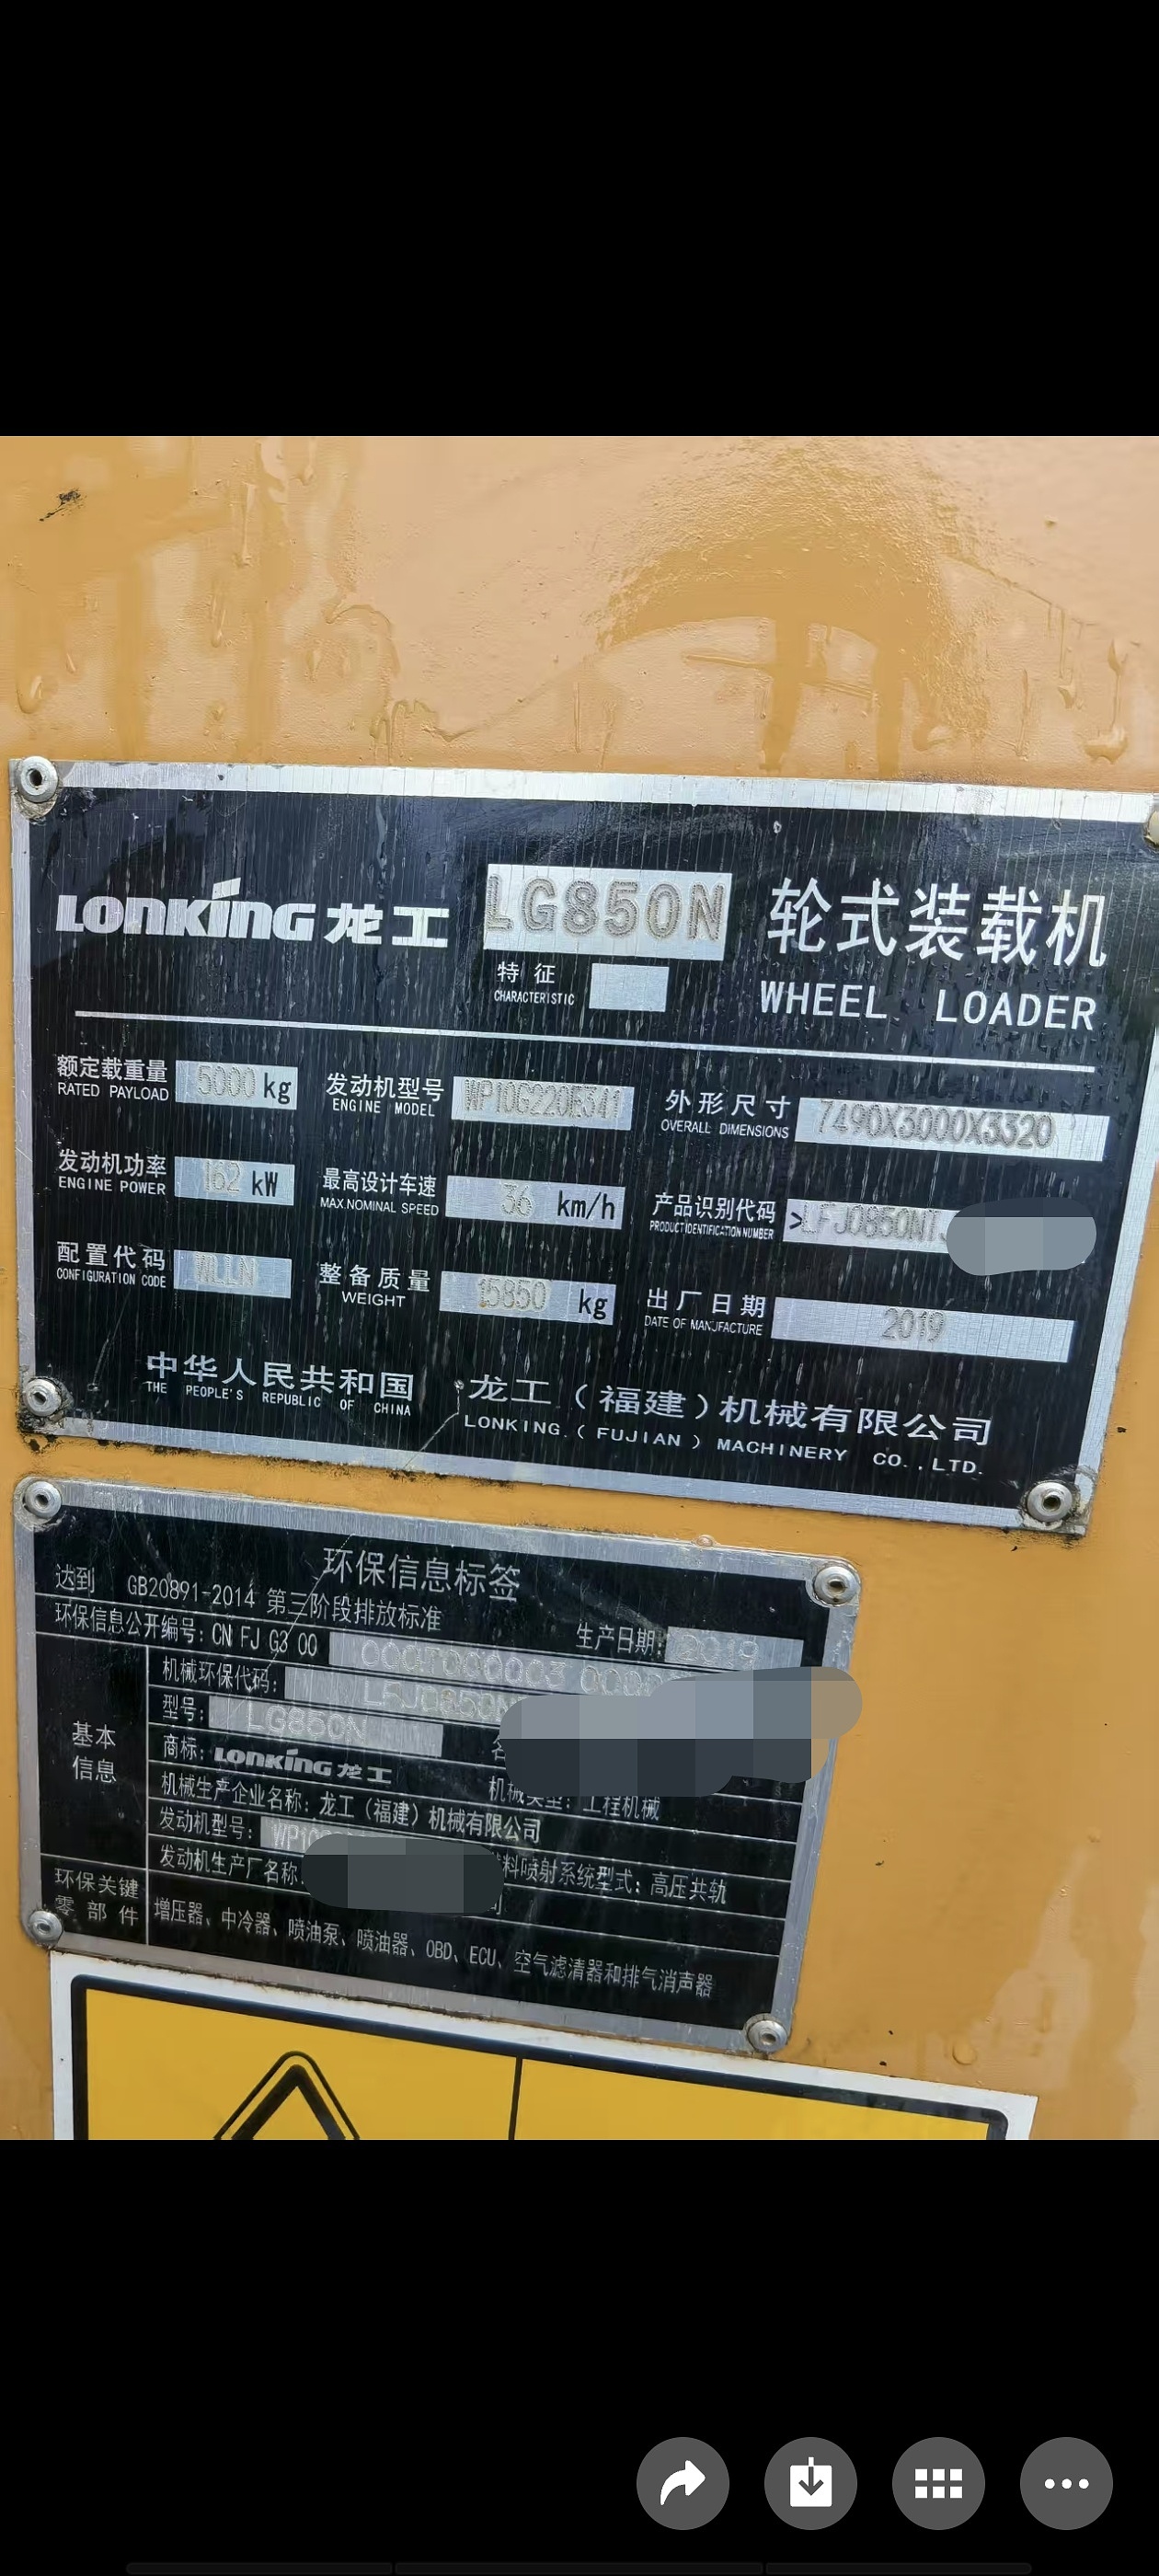 LONKING 龙工 LG850N 轮式装载机
特征
CHARACTERISTIC
WHEEL LOADER
额定载重量 5000 kg 发动机型号 WP10G220E341 外形尺寸 7490X3000X3320
RATED PAYLOAD ENGINE MODEL OVERALL DIMENSIONS
发动机功率 162 kW 最高设计车速 36 km/h 产品识别代码 >LFJ0850N
ENGINE POWER MAX.NOMINAL SPEED PRODUCT IDENTIFICATION NUMBER
配置代码 整备质量 15850 kg 出厂日期 2019
CONFIGURATION CODE WEIGHT DATE OF MANUFACTURE
中华人民共和国 龙工（福建）机械有限公司
THE PEOPLE'S REPUBLIC OF CHINA LONKING.( FUJIAN ) MACHINERY CO.,LTD.
环保信息标签
达到 GB20891-2014 第三阶段排放标准 生产日期: 2019
环保信息公开编号: CN FJ G3 00
机械环保代码:
型号: LG850N
基本信息
商标: LONKING 龙工 机械类型: 工程机械
机械生产企业名称: 龙工（福建）机械有限公司
发动机型号: WP10
发动机生产厂名称: 料喷射系统型式: 高压共轨
环保关键零部件 增压器、中冷器、喷油泵、喷油器、OBD、ECU、空气滤清器和排气消声器